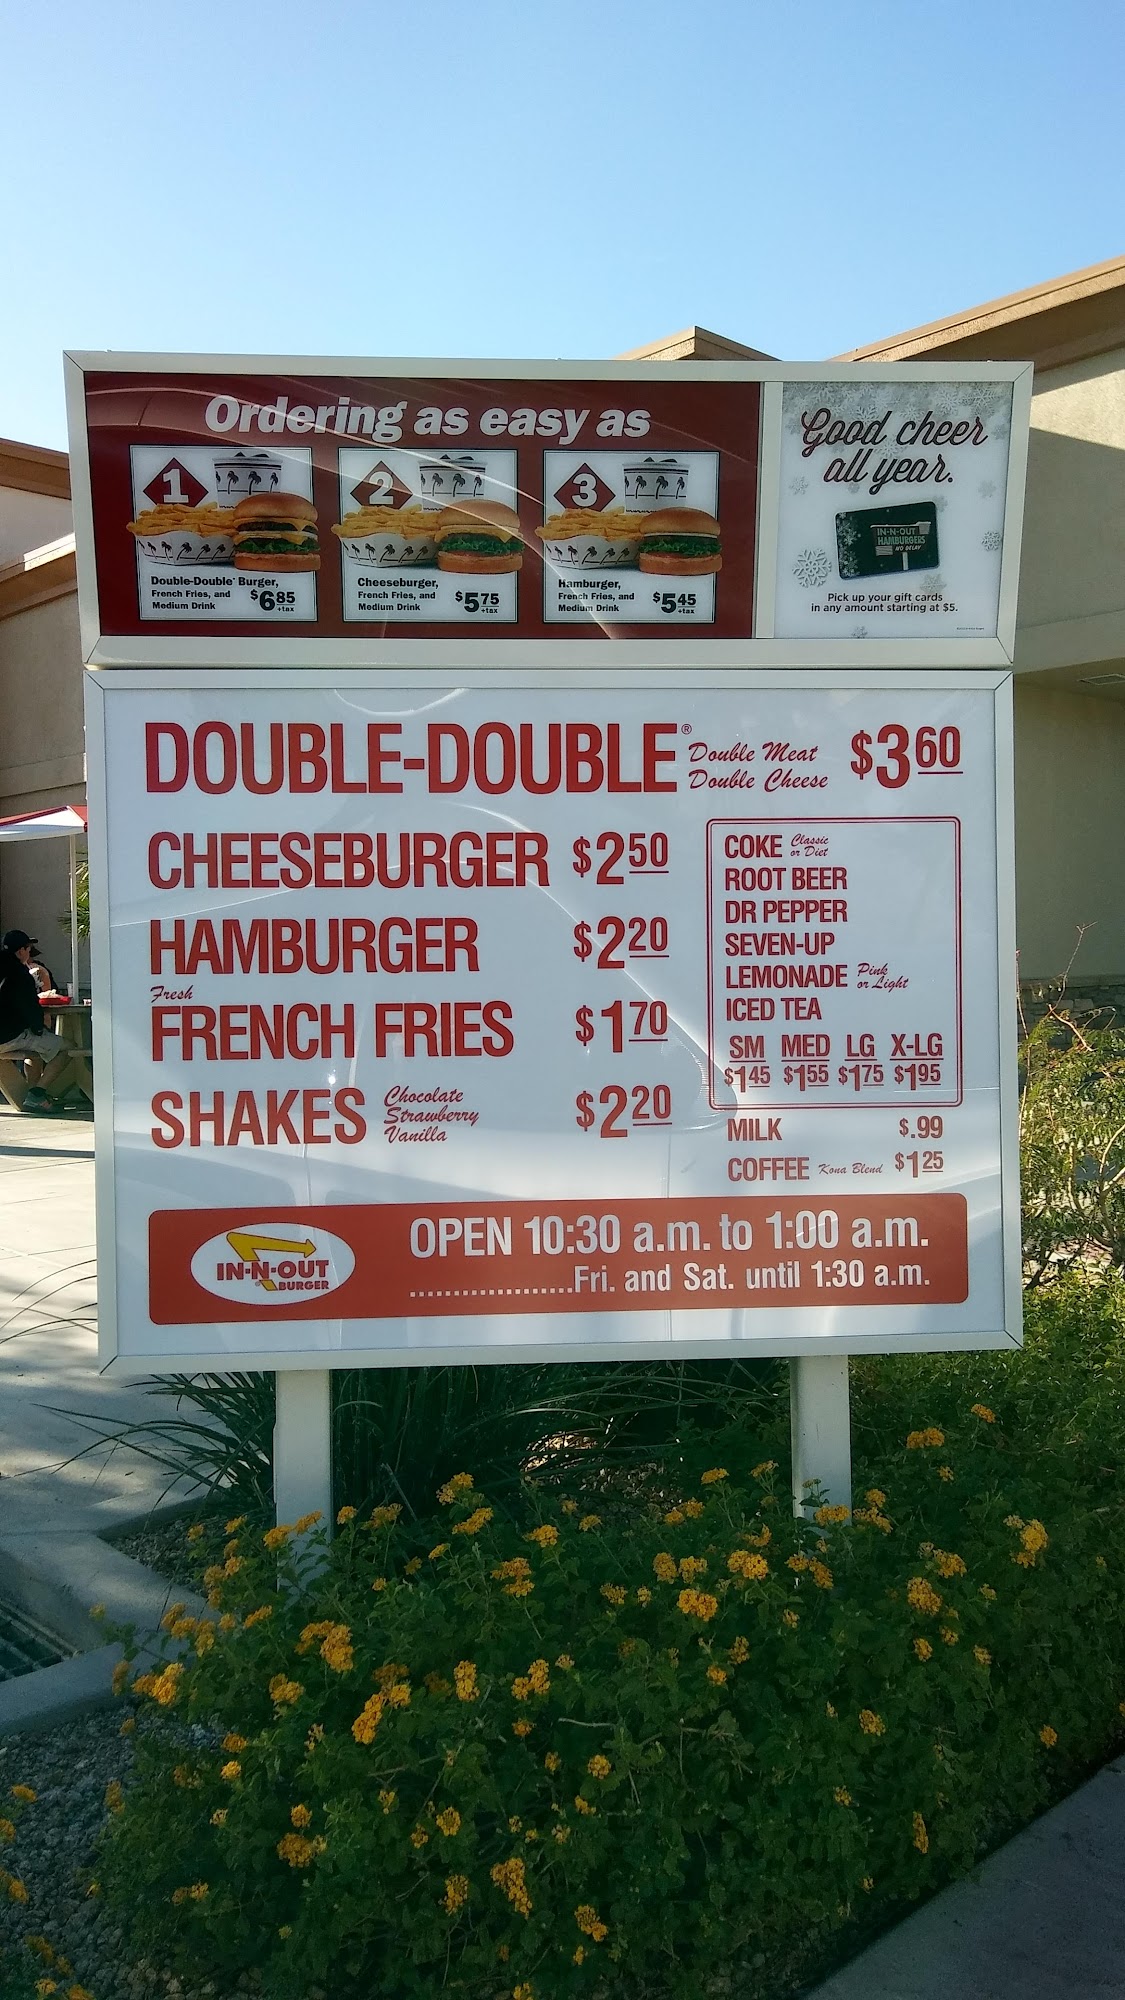 Ordering as easy as
1
Double-Double® Burger,
French Fries, and
Medium Drink
$6 85
+tax
2
Cheeseburger,
French Fries, and
Medium Drink
$5 75
+tax
3
Hamburger,
French Fries, and
Medium Drink
$5 45
+tax
Good cheer
all year.
IN-N-OUT
HAMBURGERS
NO DELAY
Pick up your gift cards
in any amount starting at $5.
DOUBLE-DOUBLE® Double Meat Double Cheese $3 60
CHEESEBURGER $2 50
HAMBURGER $2 20
Fresh
FRENCH FRIES $1 70
SHAKES Chocolate Strawberry Vanilla $2 20
COKE Classic or Diet
ROOT BEER
DR PEPPER
SEVEN-UP
LEMONADE Pink or Light
ICED TEA
SM MED LG X-LG
$1 45 $1 55 $1 75 $1 95
MILK $.99
COFFEE Kona Blend $1 25
IN-N-OUT
BURGER
OPEN 10:30 a.m. to 1:00 a.m.
....................Fri. and Sat. until 1:30 a.m.